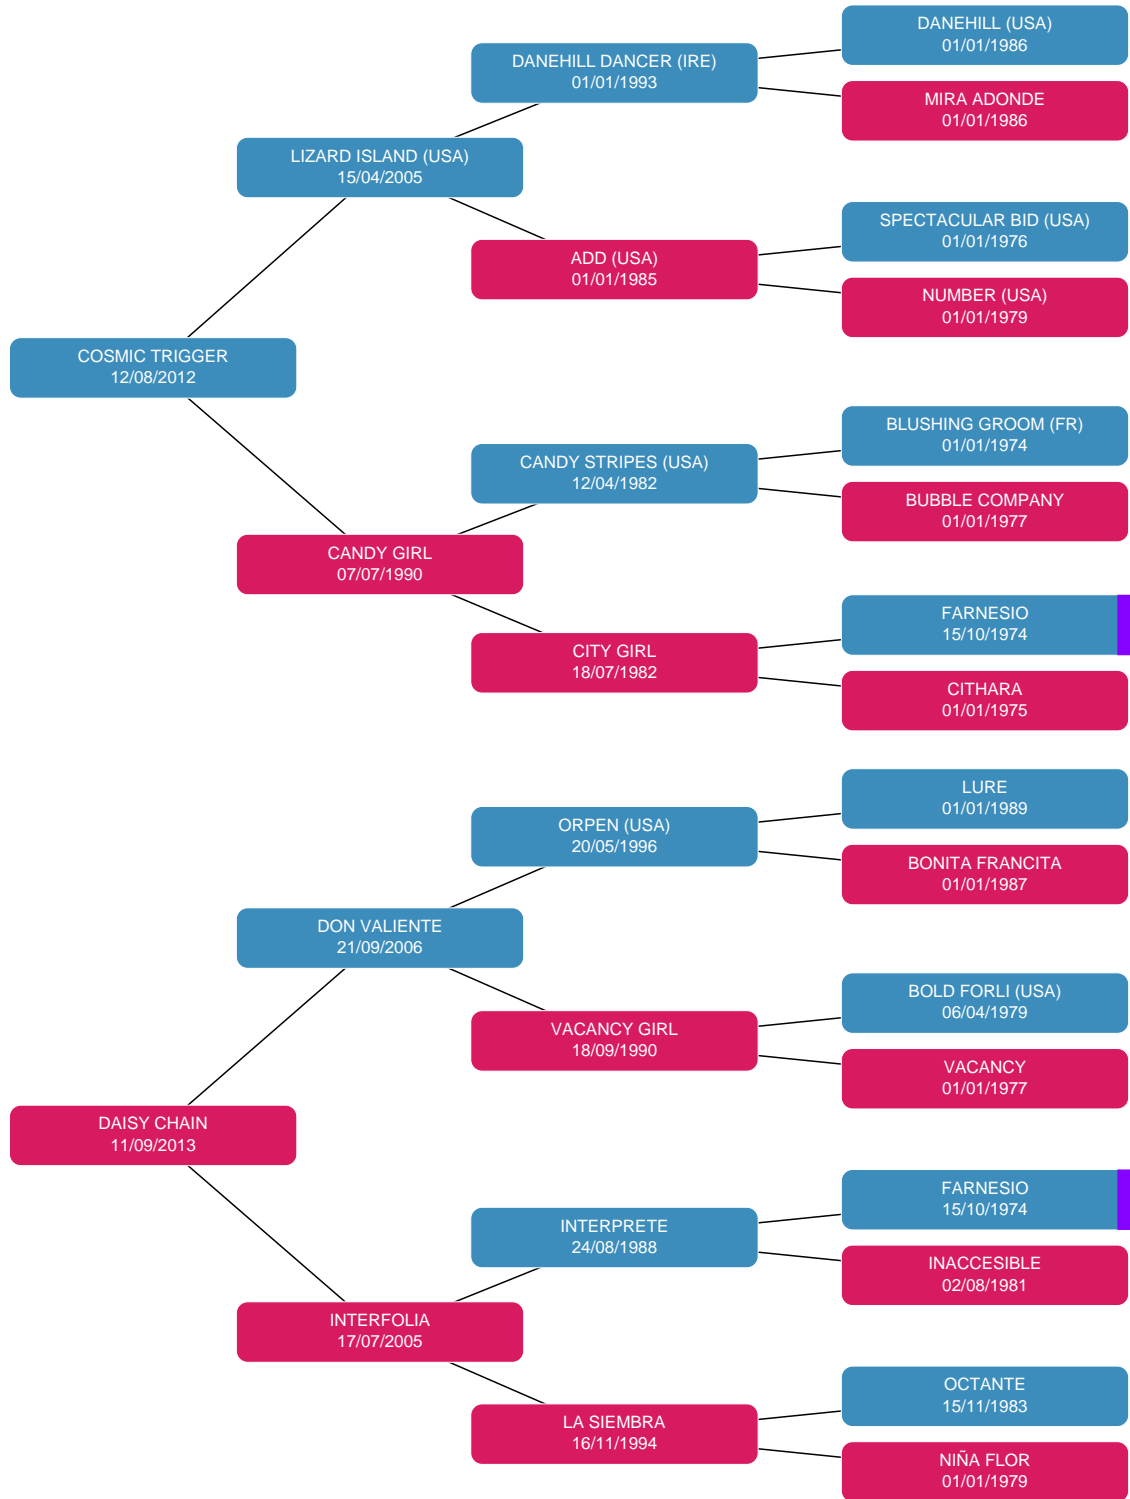 DANEHILL (USA)
01/01/1986
DANEHILL DANCER (IRE)
01/01/1993
MIRA ADONDE
01/01/1986
LIZARD ISLAND (USA)
15/04/2005
SPECTACULAR BID (USA)
01/01/1976
ADD (USA)
01/01/1985
NUMBER (USA)
01/01/1979
COSMIC TRIGGER
12/08/2012
BLUSHING GROOM (FR)
01/01/1974
CANDY STRIPES (USA)
12/04/1982
BUBBLE COMPANY
01/01/1977
CANDY GIRL
07/07/1990
FARNESIO
15/10/1974
CITY GIRL
18/07/1982
CITHARA
01/01/1975
LURE
01/01/1989
ORPEN (USA)
20/05/1996
BONITA FRANCITA
01/01/1987
DON VALIENTE
21/09/2006
BOLD FORLI (USA)
06/04/1979
VACANCY GIRL
18/09/1990
VACANCY
01/01/1977
DAISY CHAIN
11/09/2013
FARNESIO
15/10/1974
INTERPRETE
24/08/1988
INACCESIBLE
02/08/1981
INTERFOLIA
17/07/2005
OCTANTE
15/11/1983
LA SIEMBRA
16/11/1994
NIÑA FLOR
01/01/1979